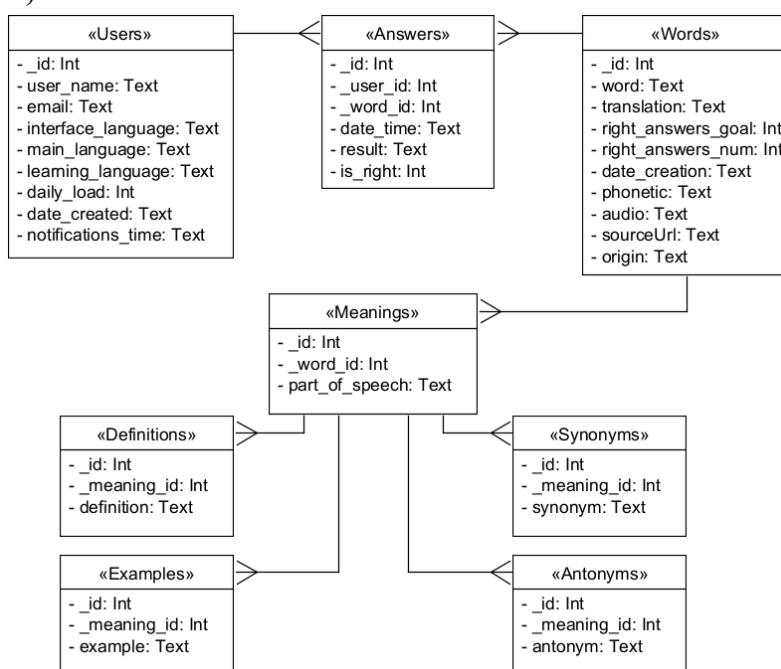 )
«Users»
- _id: Int
- user_name: Text
- email: Text
- interface_language: Text
- main_language: Text
- learning_language: Text
- daily_load: Int
- date_created: Text
- notifications_time: Text
«Answers»
- _id: Int
- _user_id: Int
- _word_id: Int
- date_time: Text
- result: Text
- is_right: Int
«Words»
- _id: Int
- word: Text
- translation: Text
- right_answers_goal: Int
- right_answers_num: Int
- date_creation: Text
- phonetic: Text
- audio: Text
- sourceUrl: Text
- origin: Text
«Meanings»
- _id: Int
- _word_id: Int
- part_of_speech: Text
«Definitions»
- _id: Int
- _meaning_id: Int
- definition: Text
«Synonyms»
- _id: Int
- _meaning_id: Int
- synonym: Text
«Examples»
- _id: Int
- _meaning_id: Int
- example: Text
«Antonyms»
- _id: Int
- _meaning_id: Int
- antonym: Text